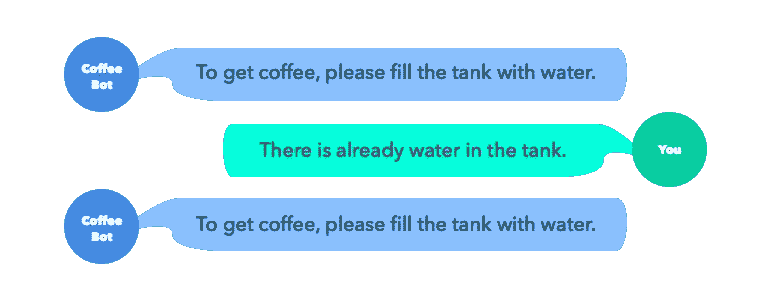 Coffee
Bot
To get coffee, please fill the tank with water.
There is already water in the tank.
You
Coffee
Bot
To get coffee, please fill the tank with water.